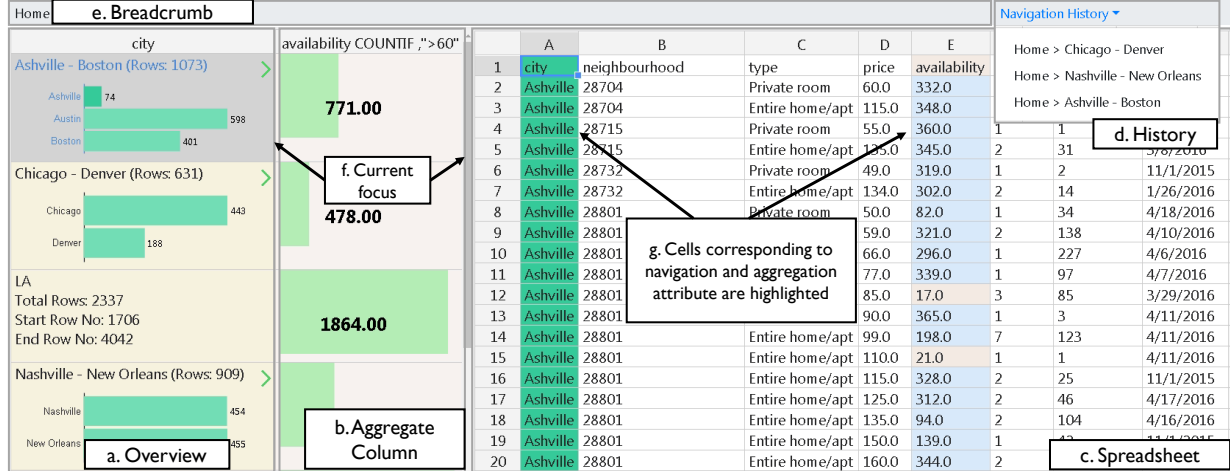 Home
e. Breadcrumb
Navigation History
Home > Chicago - Denver
Home > Nashville - New Orleans
Home > Ashville - Boston
d. History
city
Ashville - Boston (Rows: 1073)
Ashville 74
Austin 598
Boston 401
Chicago - Denver (Rows: 631)
Chicago 443
Denver 188
LA
Total Rows: 2337
Start Row No: 1706
End Row No: 4042
Nashville - New Orleans (Rows: 909)
Nashville 454
New Orleans 455
a. Overview
availability COUNTIF ,">60"
771.00
f. Current
focus
478.00
1864.00
b. Aggregate
Column
A B C D E
1 city neighbourhood type price availability
2 Ashville 28704 Private room 60.0 332.0
3 Ashville 28704 Entire home/apt 115.0 348.0
4 Ashville 28715 Private room 55.0 360.0 1 1
5 Ashville 28715 Entire home/apt 135.0 345.0 2 31 3/8/2016
6 Ashville 28732 Private room 49.0 319.0 1 2 11/1/2015
7 Ashville 28732 Entire home/apt 134.0 302.0 2 14 1/26/2016
8 Ashville 28801 Private room 50.0 82.0 1 34 4/18/2016
9 Ashville 28801 59.0 321.0 2 138 4/10/2016
10 Ashville 28801 66.0 296.0 1 227 4/6/2016
11 Ashville 28801 77.0 339.0 1 97 4/7/2016
12 Ashville 28801 85.0 17.0 3 85 3/29/2016
13 Ashville 28801 90.0 365.0 1 3 4/11/2016
14 Ashville 28801 Entire home/apt 99.0 198.0 7 123 4/11/2016
15 Ashville 28801 Entire home/apt 110.0 21.0 1 1 4/11/2016
16 Ashville 28801 Entire home/apt 115.0 328.0 2 25 11/1/2015
17 Ashville 28801 Entire home/apt 125.0 312.0 2 46 4/17/2016
18 Ashville 28801 Entire home/apt 135.0 94.0 2 104 4/16/2016
19 Ashville 28801 Entire home/apt 150.0 139.0 1
20 Ashville 28801 Entire home/apt 160.0 344.0 2
g. Cells corresponding to
navigation and aggregation
attribute are highlighted
c. Spreadsheet